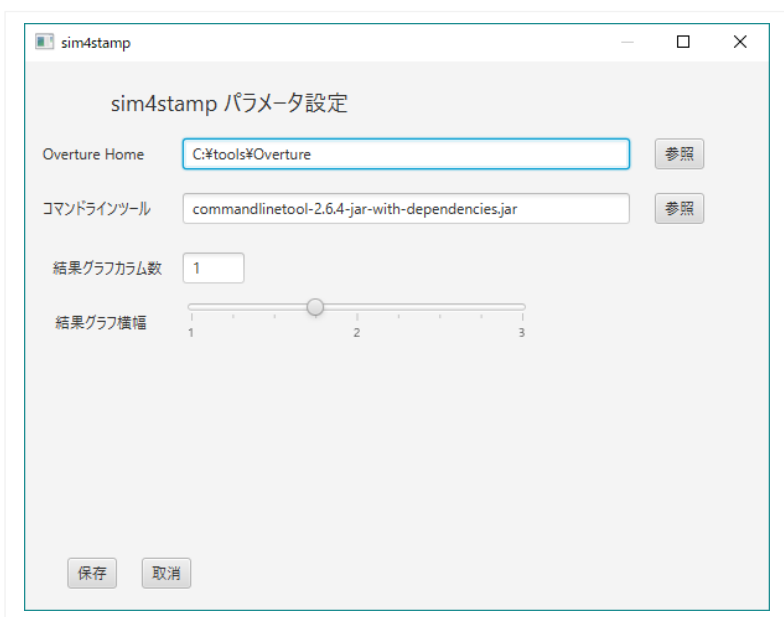 sim4stamp
sim4stamp パラメータ設定
Overture Home C:¥tools¥Overture 参照
コマンドラインツール commandlinetool-2.6.4-jar-with-dependencies.jar 参照
結果グラフカラム数 1
結果グラフ横幅
1 2 3
保存 取消